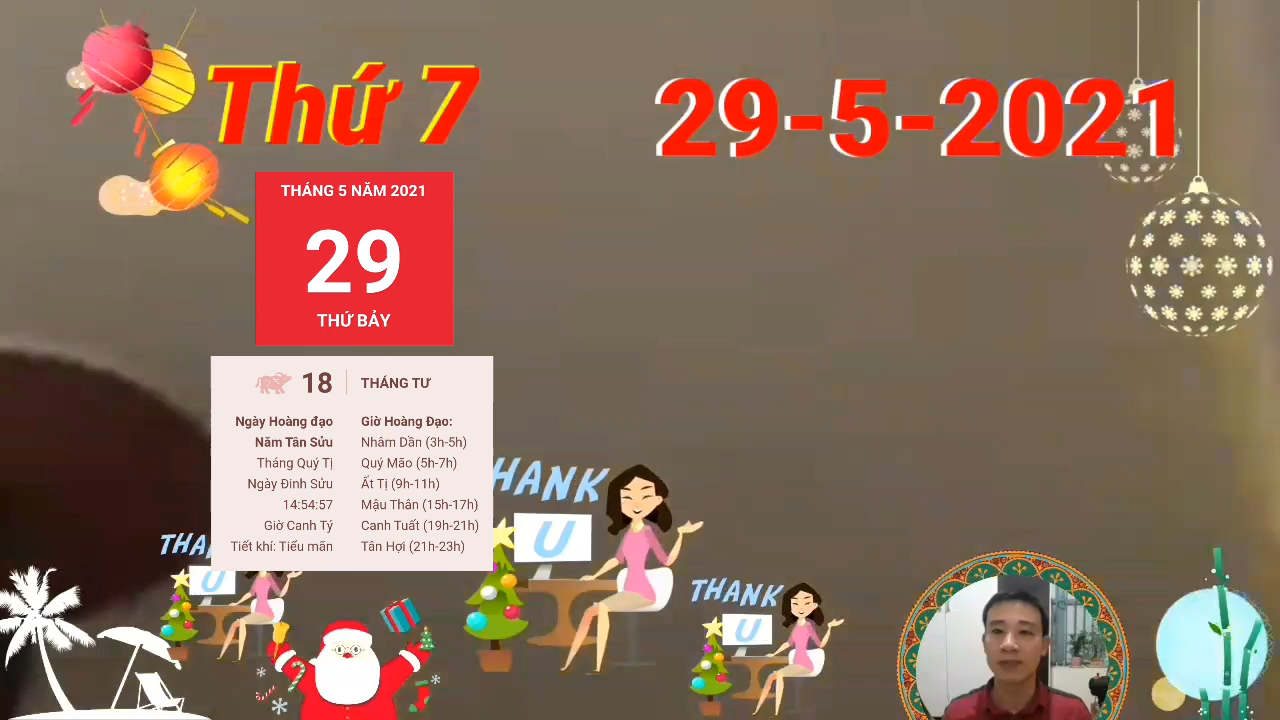 Thứ 7
29-5-2021
THÁNG 5 NĂM 2021
29
THỨ BẢY
18
THÁNG TƯ
Ngày Hoàng đạo
Năm Tân Sửu
Tháng Quý Tị
Ngày Đinh Sửu
14:54:57
Giờ Canh Tý
Tiết khí: Tiểu mãn
Giờ Hoàng Đạo:
Nhâm Dần (3h-5h)
Quý Mão (5h-7h)
Ất Tị (9h-11h)
Mậu Thân (15h-17h)
Canh Tuất (19h-21h)
Tân Hợi (21h-23h)
THA
U
HANK
U
THANK
U